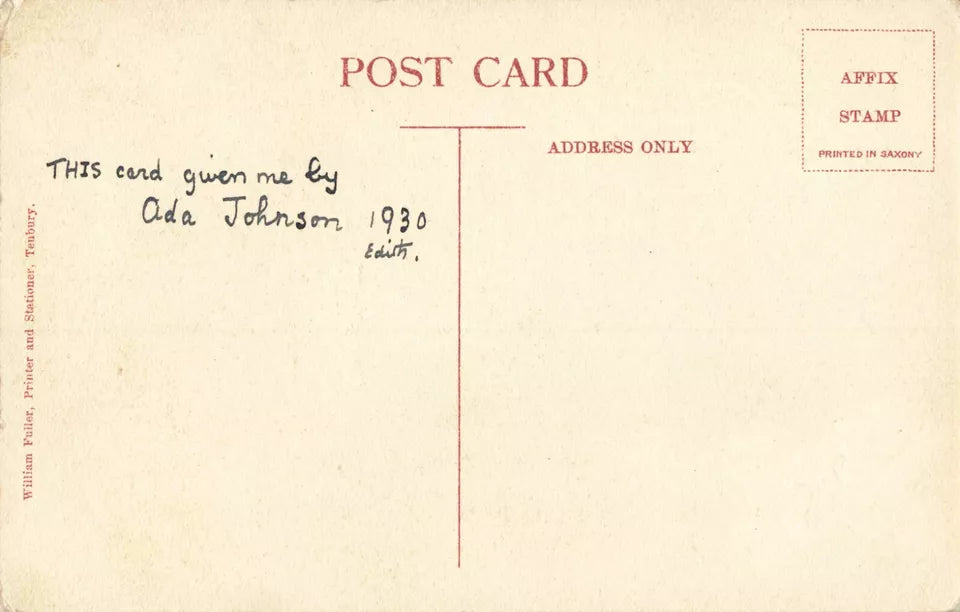 POST CARD
AFFIX
STAMP
PRINTED IN SAXONY
ADDRESS ONLY
THIS card given me by
Ada Johnson 1930
Edith.
William Fuller, Printer and Stationer, Tenbury.